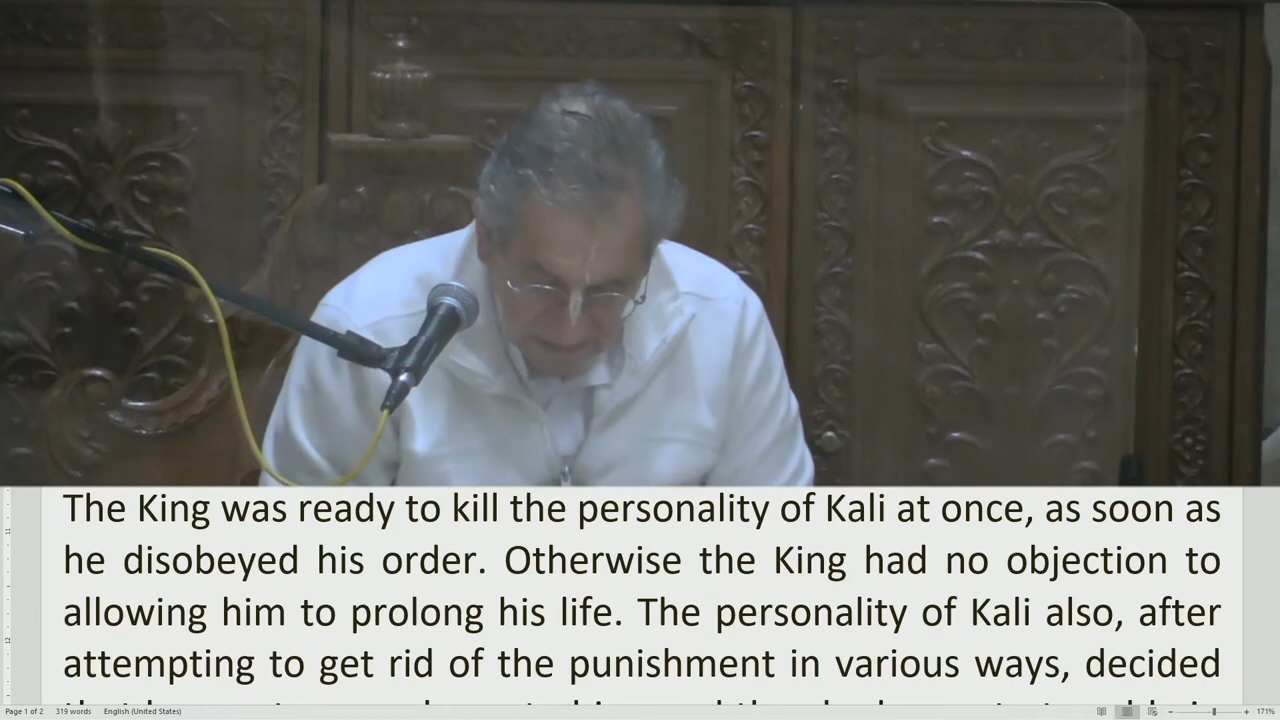 The King was ready to kill the personality of Kali at once, as soon as
he disobeyed his order. Otherwise the King had no objection to
allowing him to prolong his life. The personality of Kali also, after
attempting to get rid of the punishment in various ways, decided
Page 1 of 2 319 words English (United States) 171%